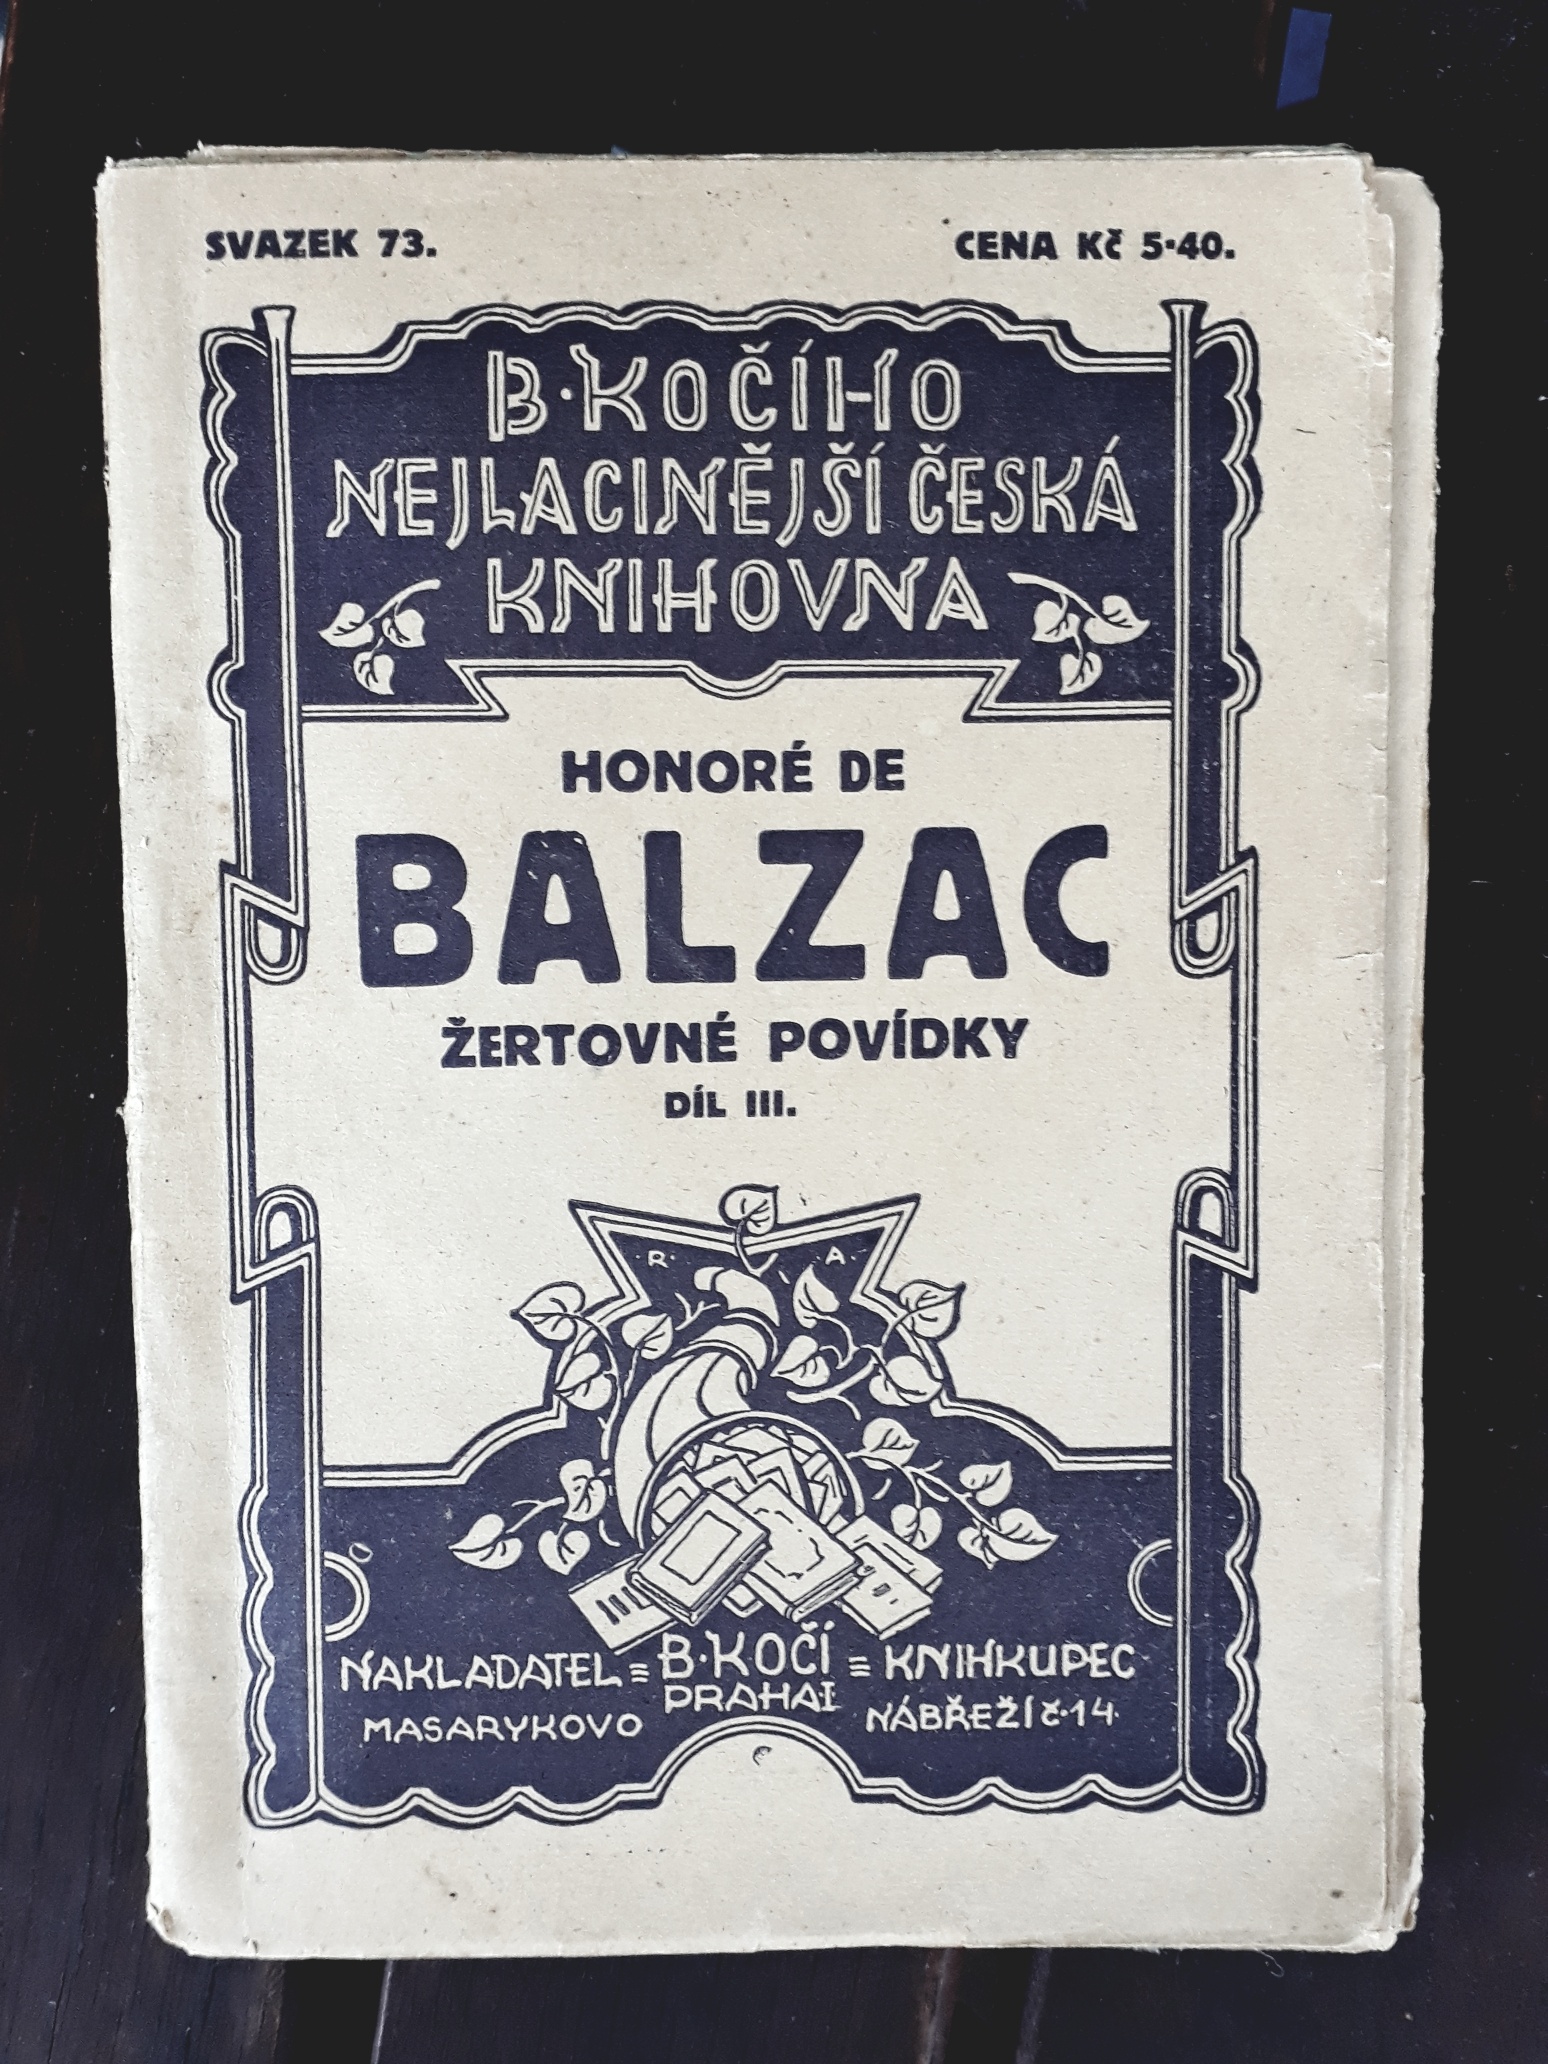 SVAZEK 73.
CENA KČ 5·40.
B·KOČÍHO
NEJLACINĚJŠÍ ČESKÁ
KNIHOVNA
HONORÉ DE
BALZAC
ŽERTOVNÉ POVÍDKY
DÍL III.
·R· ·A·
NAKLADATEL ≡ B·KOČÍ ≡ KNIHKUPEC
PRAHA I
MASARYKOVO NÁBŘEŽÍ č·14·